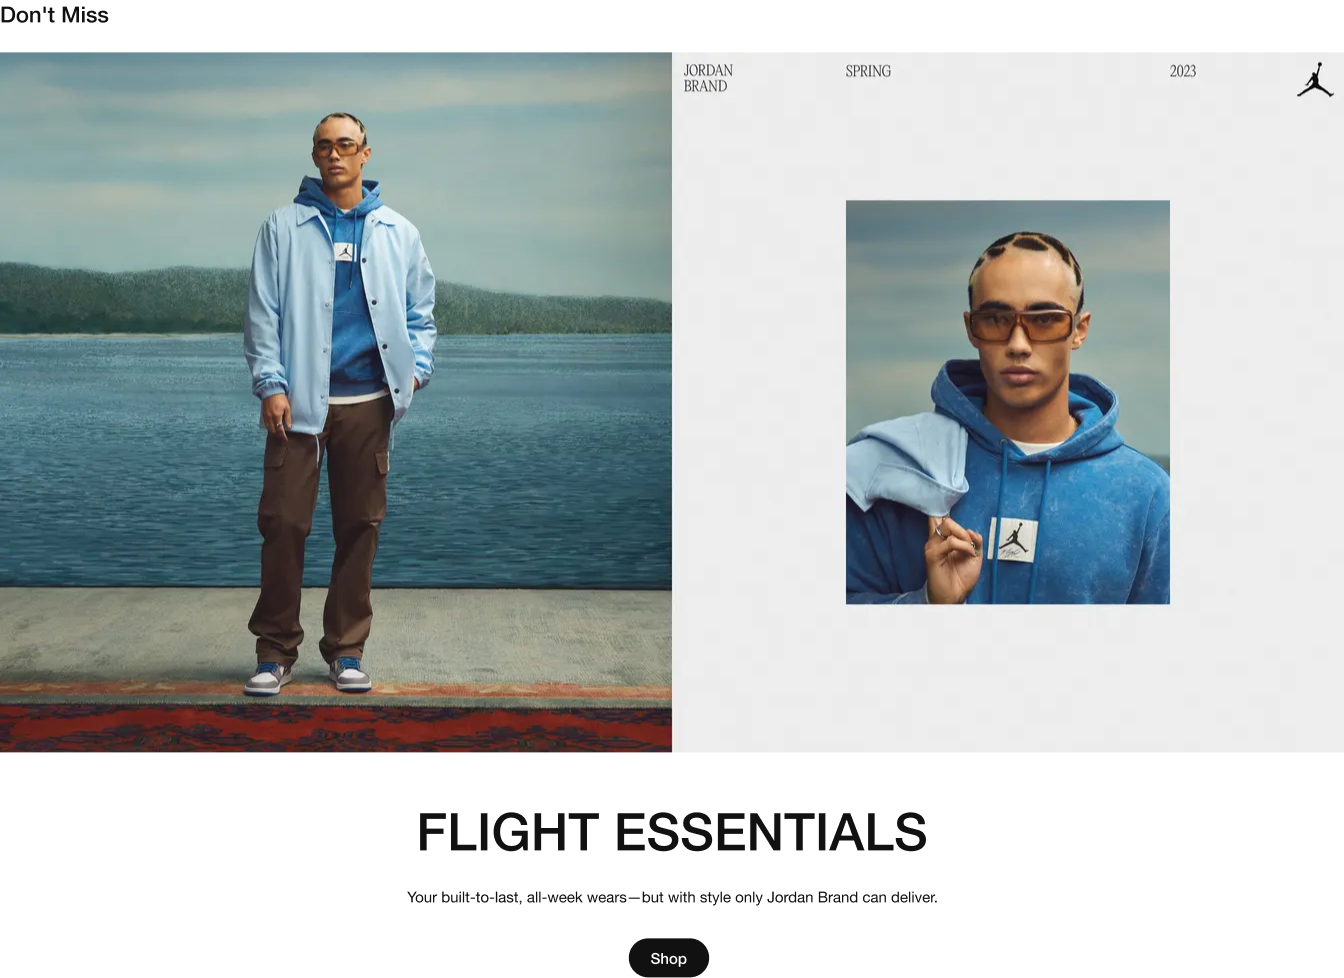 Don't Miss
JORDAN
BRAND
SPRING
2023
FLIGHT ESSENTIALS
Your built-to-last, all-week wears—but with style only Jordan Brand can deliver.
Shop